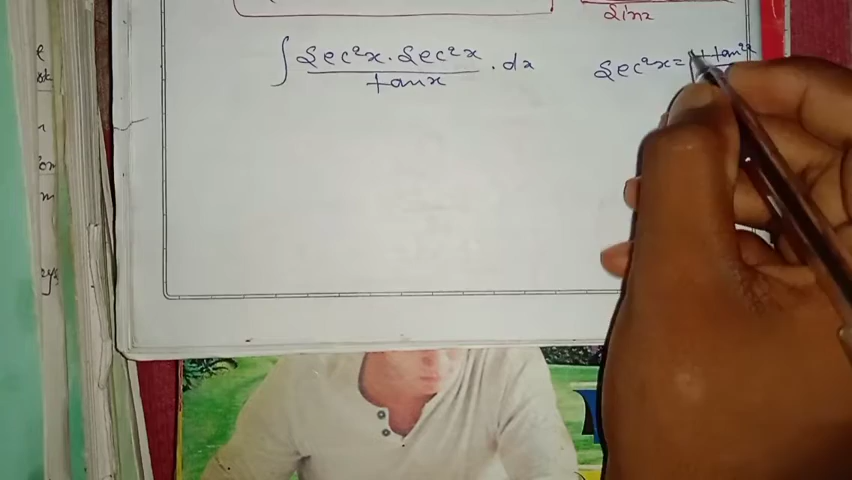 sinx
∫ sec²x · sec²x / tanx · dx
sec²x = 1 + tan²x